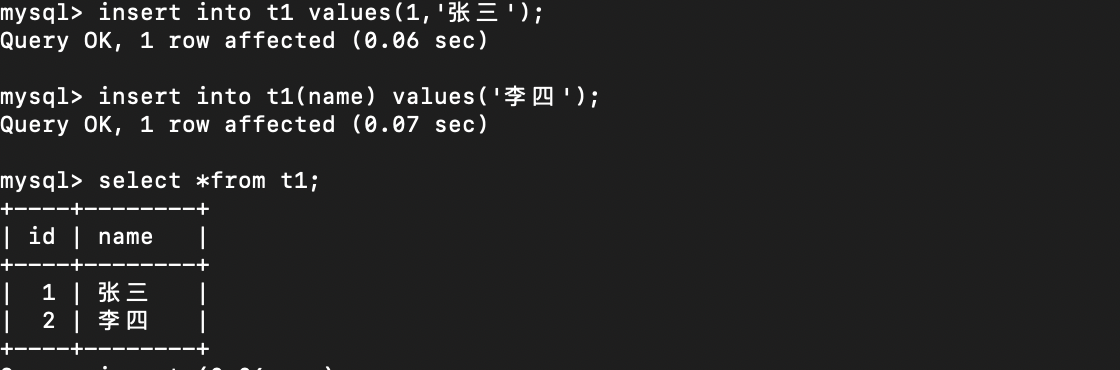 mysql> insert into t1 values(1,'张三');
Query OK, 1 row affected (0.06 sec)
mysql> insert into t1(name) values('李四');
Query OK, 1 row affected (0.07 sec)
mysql> select *from t1;
+----+--------+
| id | name   |
+----+--------+
|  1 | 张三   |
|  2 | 李四   |
+----+--------+